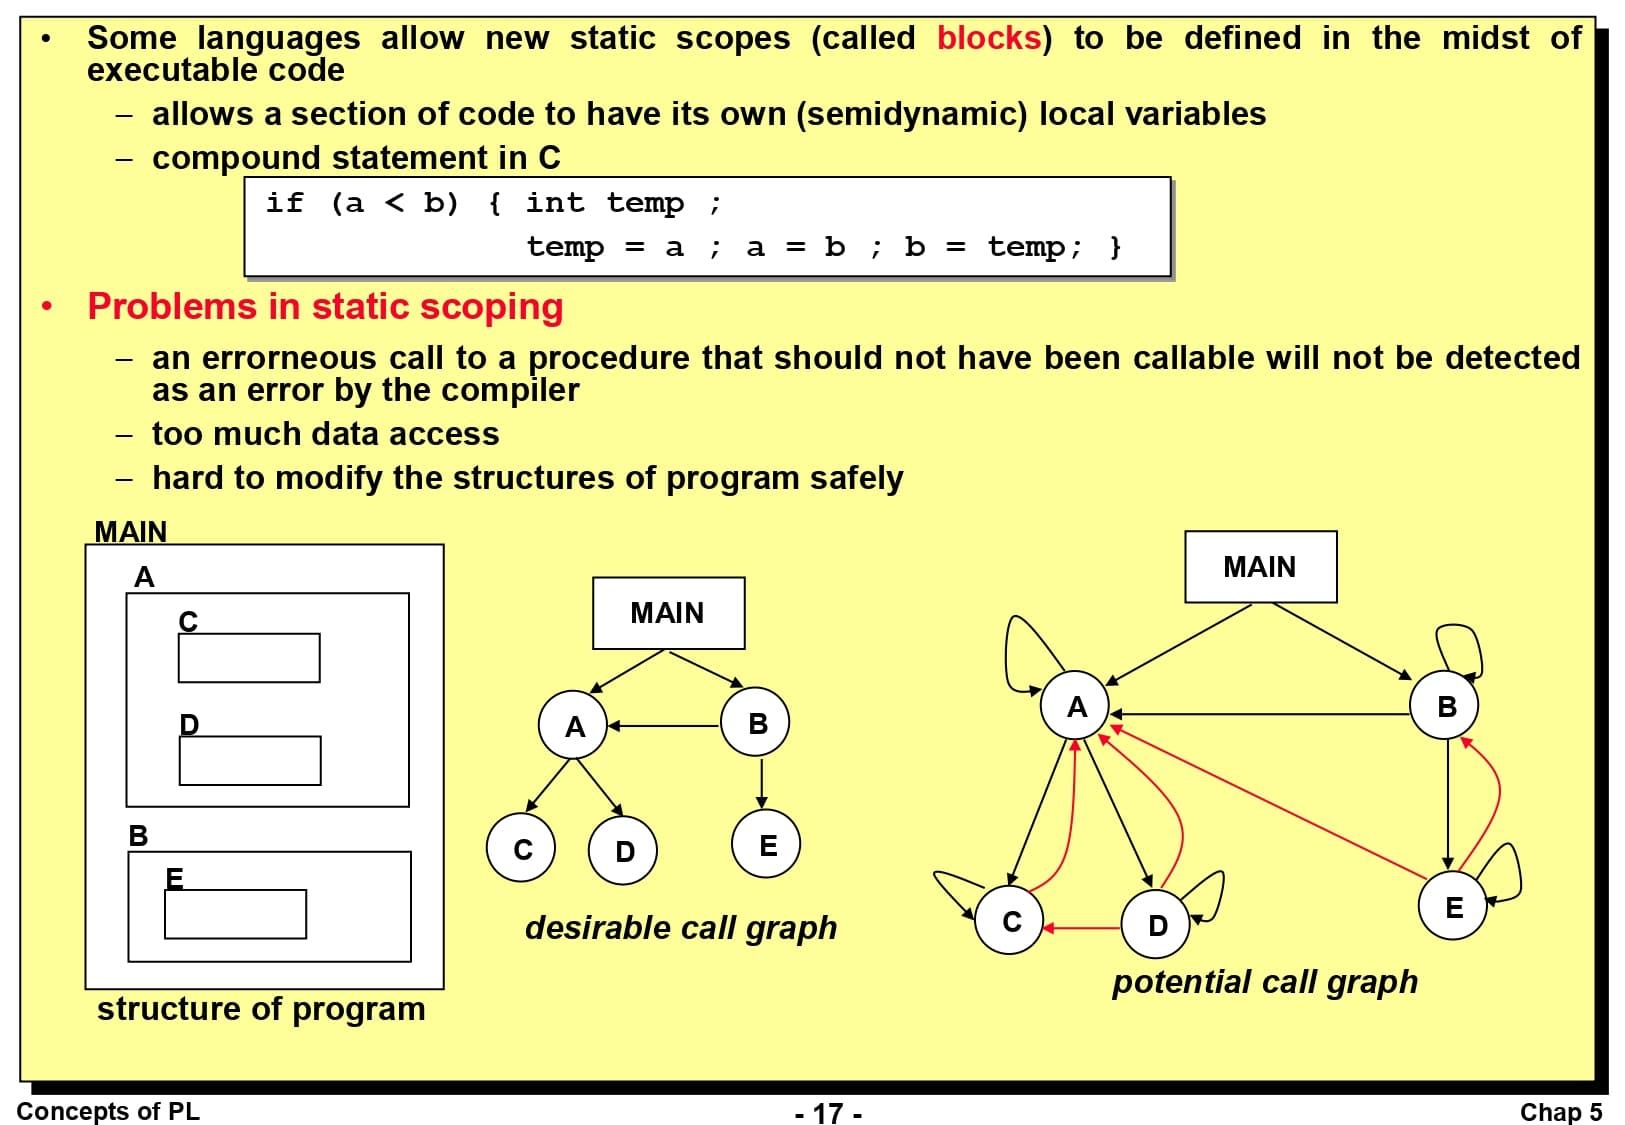 • Some languages allow new static scopes (called blocks) to be defined in the midst of
executable code
– allows a section of code to have its own (semidynamic) local variables
– compound statement in C
if (a < b) { int temp ;
temp = a ; a = b ; b = temp; }
• Problems in static scoping
– an errorneous call to a procedure that should not have been callable will not be detected
as an error by the compiler
– too much data access
– hard to modify the structures of program safely
MAIN
A
C
D
B
E
structure of program
MAIN
A
B
C
D
E
desirable call graph
MAIN
A
B
C
D
E
potential call graph
Concepts of PL
- 17 -
Chap 5